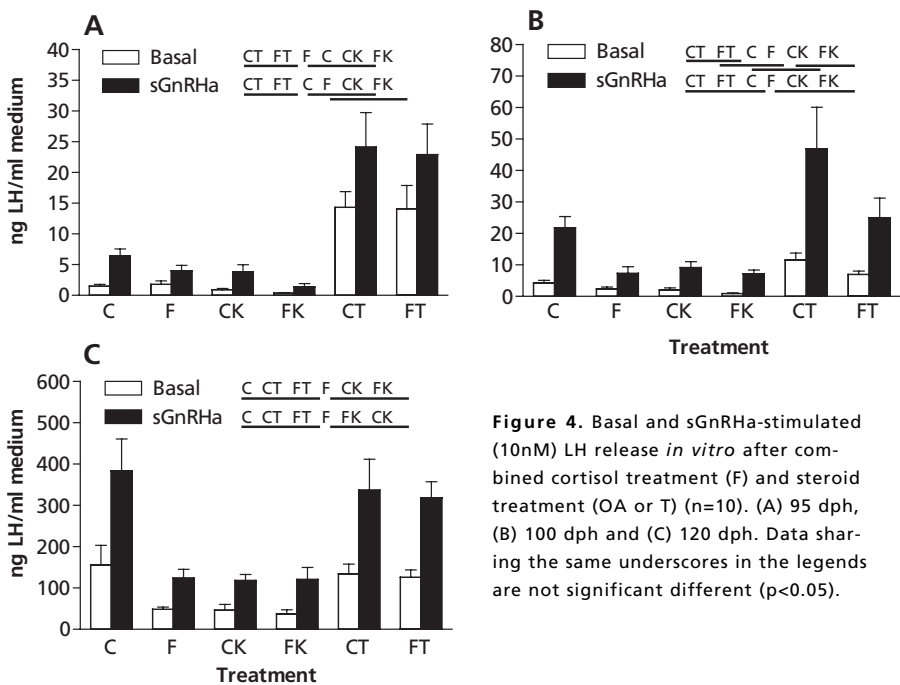 A
40
35
30
25
20
15
10
5
0
ng LH/ml medium
Basal
sGnRHa
CT FT F C CK FK
CT FT C F CK FK
C F CK FK CT FT
B
80
70
60
50
40
30
20
10
0
Basal
sGnRHa
CT FT C F CK FK
CT FT C F CK FK
C F CK FK CT FT
Treatment
C
600
500
400
300
200
100
0
ng LH/ml medium
Basal
sGnRHa
C CT FT F CK FK
C CT FT F FK CK
C F CK FK CT FT
Treatment
Figure 4. Basal and sGnRHa-stimulated
(10nM) LH release in vitro after com-
bined cortisol treatment (F) and steroid
treatment (OA or T) (n=10). (A) 95 dph,
(B) 100 dph and (C) 120 dph. Data shar-
ing the same underscores in the legends
are not significant different (p<0.05).